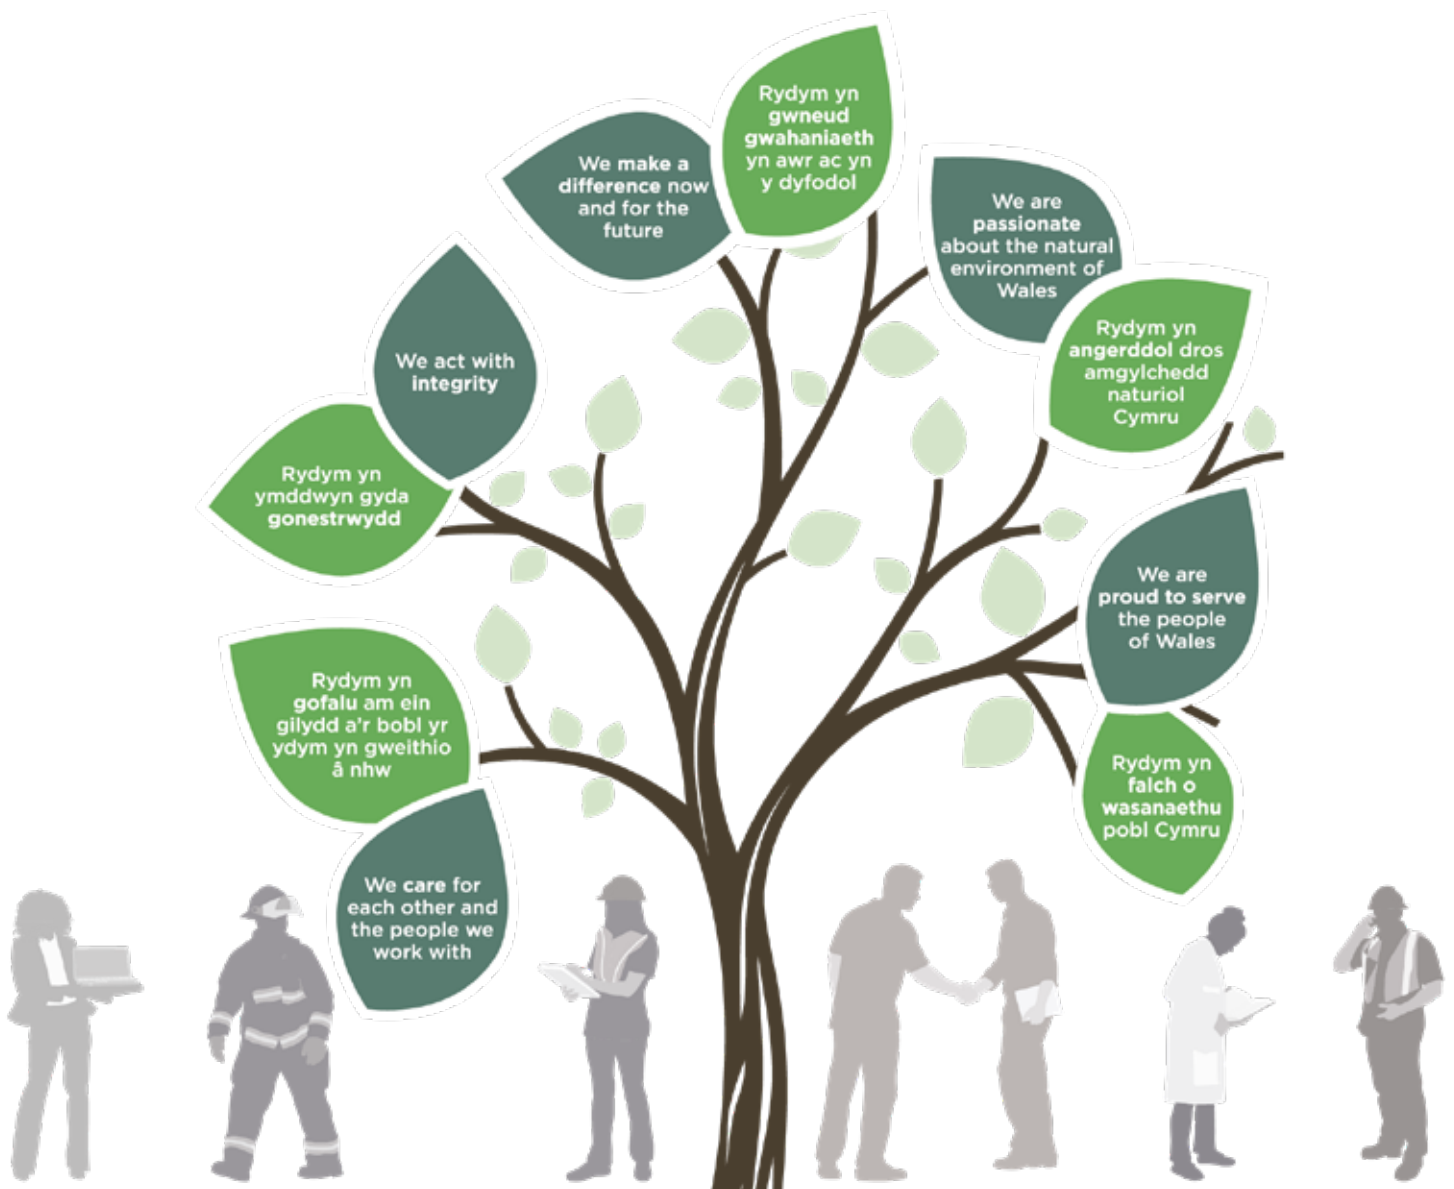 Rydym yn
gwneud
gwahaniaeth
yn awr ac yn
y dyfodol
We make a
difference now
and for the
future
We are
passionate
about the natural
environment of
Wales
Rydym yn
angerddol dros
amgylchedd
naturiol
Cymru
We act with
integrity
Rydym yn
ymddwyn gyda
gonestrwydd
We are
proud to serve
the people
of Wales
Rydym yn
falch o
wasanaethu
pobl Cymru
Rydym yn
gofalu am ein
gilydd a'r bobl yr
ydym yn gweithio
â nhw
We care for
each other and
the people we
work with